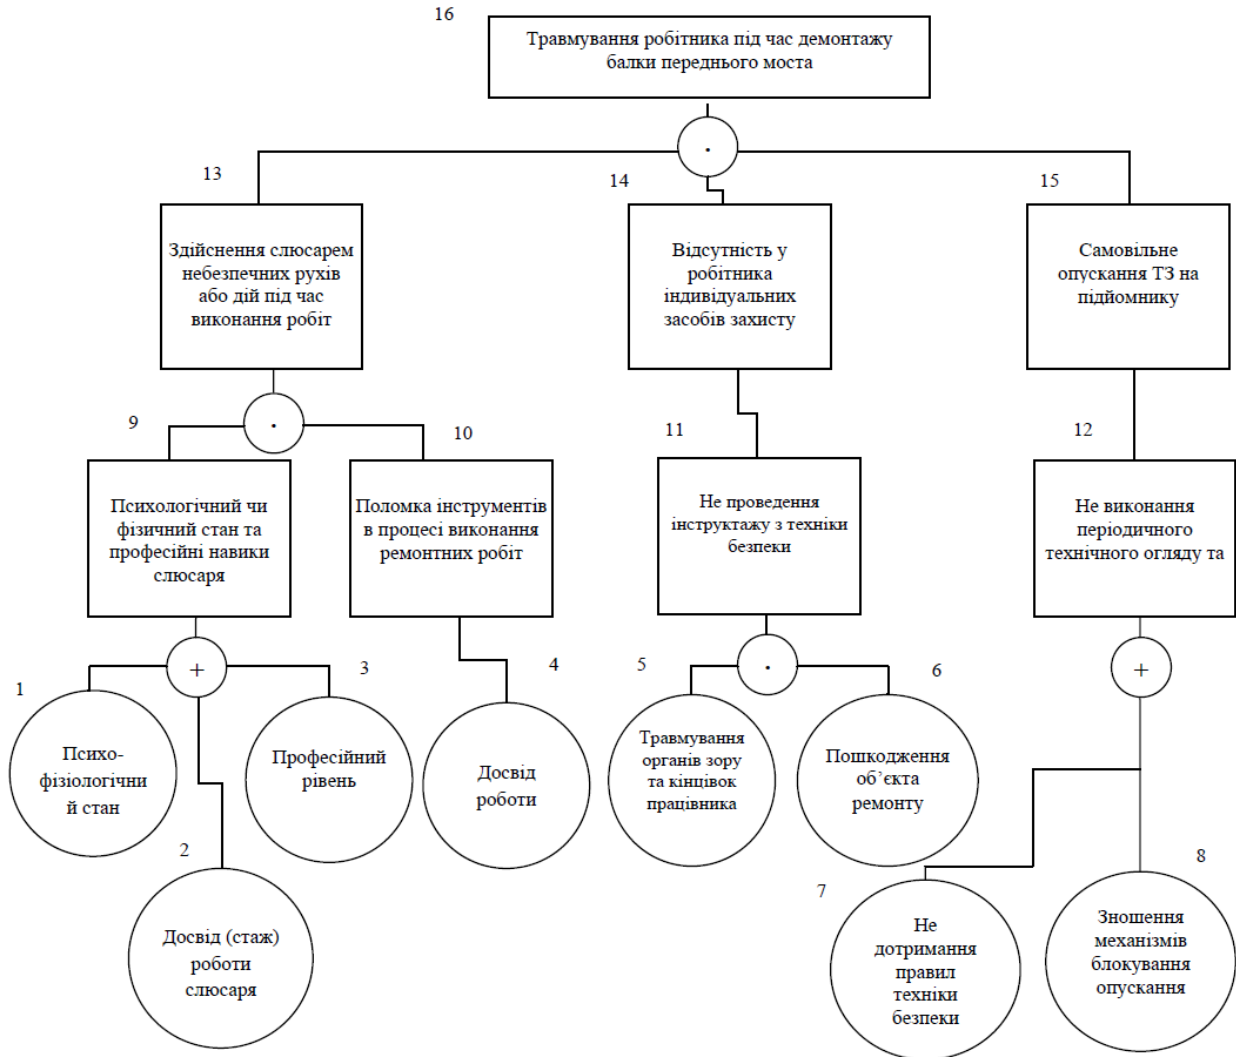 16
Травмування робітника під час демонтажу
балки переднього моста
.
13
14
15
Здійснення слюсарем
небезпечних рухів
або дій під час
виконання робіт
Відсутність у
робітника
індивідуальних
засобів захисту
Самовільне
опускання ТЗ на
підйомнику
.
9
10
11
12
Психологічний чи
фізичний стан та
професійні навики
слюсаря
Поломка інструментів
в процесі виконання
ремонтних робіт
Не проведення
інструктажу з техніки
безпеки
Не виконання
періодичного
технічного огляду та
+
.
+
1
3
4
5
6
Психо-
фізіологічни
й стан
Професійний
рівень
Досвід
роботи
Травмування
органів зору
та кінцівок
працівника
Пошкодження
об’єкта
ремонту
2
7
8
Досвід (стаж)
роботи
слюсаря
Не
дотримання
правил
техніки
безпеки
Зношення
механізмів
блокування
опускання